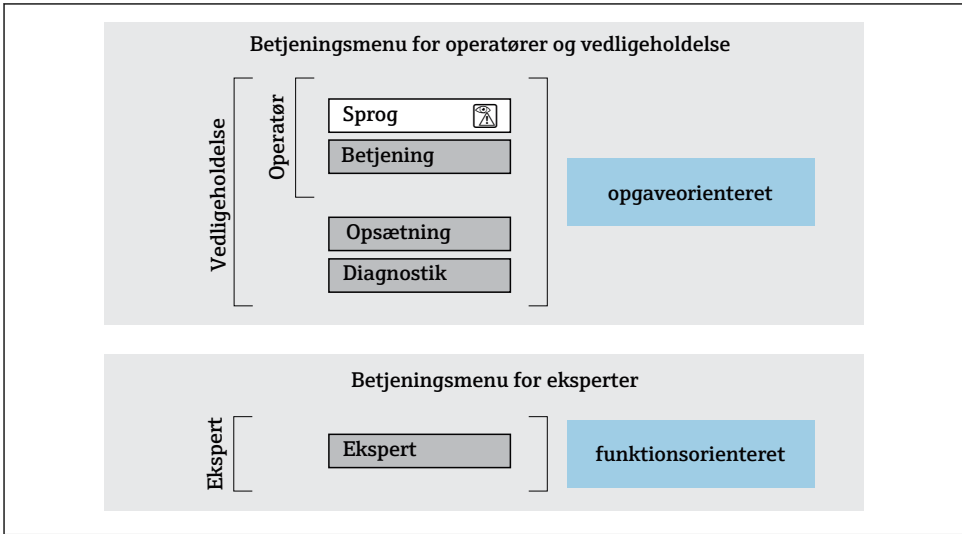 Betjeningsmenu for operatører og vedligeholdelse
Vedligeholdelse
Operatør
Sprog
Betjening
Opsætning
Diagnostik
opgaveorienteret
Betjeningsmenu for eksperter
Ekspert
Ekspert
funktionsorienteret